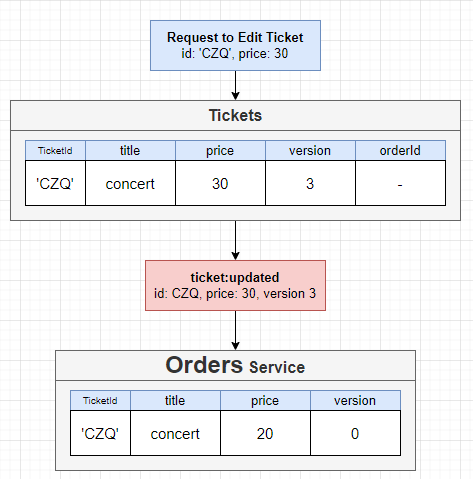 Request to Edit Ticket
id: 'CZQ', price: 30
Tickets
TicketId title price version orderId
'CZQ' concert 30 3 -
ticket:updated
id: CZQ, price: 30, version 3
Orders Service
TicketId title price version
'CZQ' concert 20 0